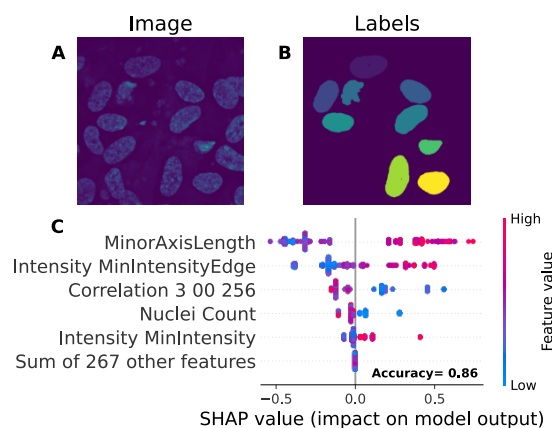 Image
Labels
A
B
C
MinorAxisLength
Intensity MinIntensityEdge
Correlation 3 00 256
Nuclei Count
Intensity MinIntensity
Sum of 267 other features
Accuracy= 0.86
−0.5
0.0
0.5
SHAP value (impact on model output)
High
Feature value
Low